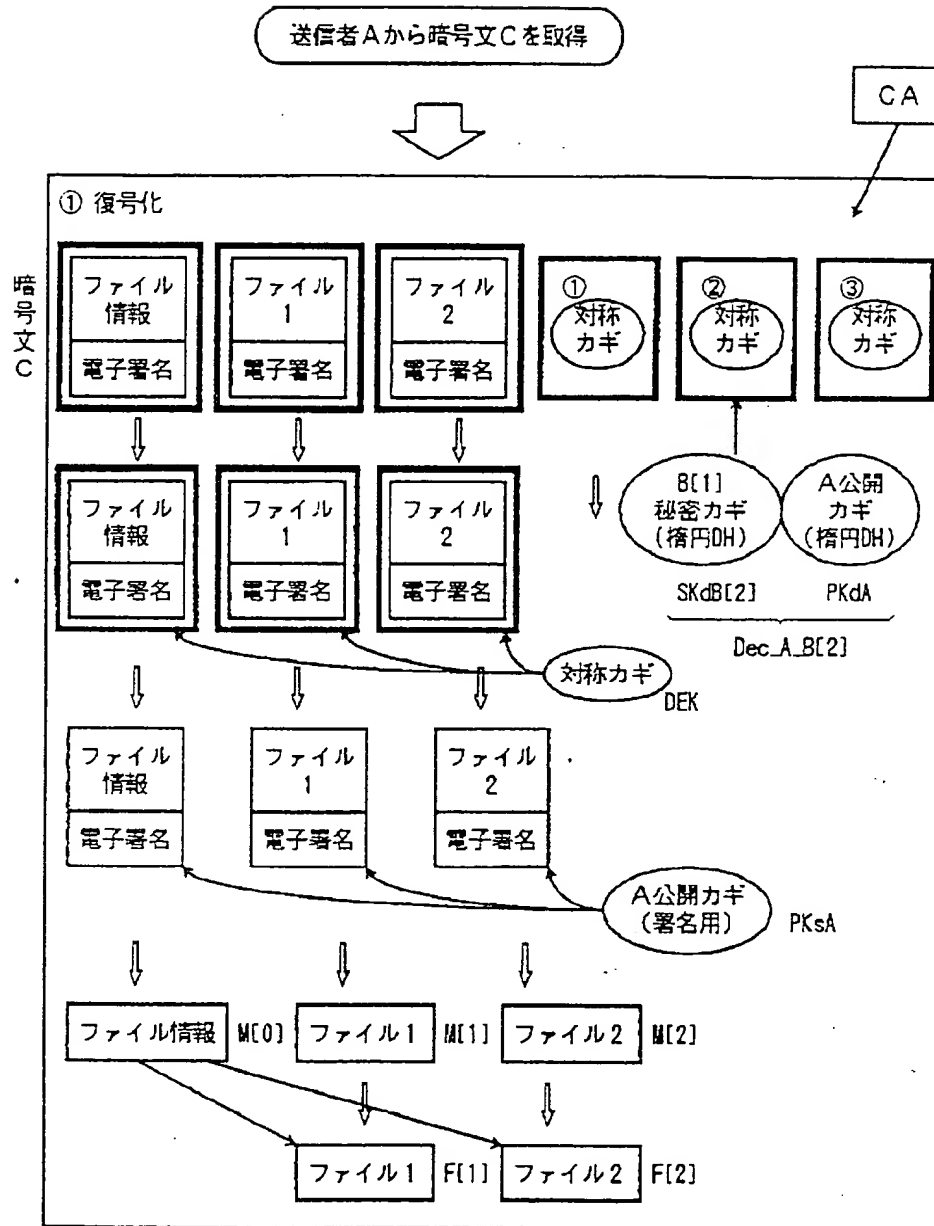 送信者Aから暗号文Cを取得
CA
① 復号化
暗号文C
ファイル
情報
電子署名
ファイル
1
電子署名
ファイル
2
電子署名
①
対称
カギ
②
対称
カギ
③
対称
カギ
ファイル
情報
電子署名
ファイル
1
電子署名
ファイル
2
電子署名
B[1]
秘密カギ
(楕円DH)
A公開
カギ
(楕円DH)
SKdB[2]
PKdA
Dec_A_B[2]
対称カギ
DEK
ファイル
情報
電子署名
ファイル
1
電子署名
ファイル
2
電子署名
A公開カギ
(署名用)
PKsA
ファイル情報
M[0]
ファイル1
M[1]
ファイル2
M[2]
ファイル1
F[1]
ファイル2
F[2]